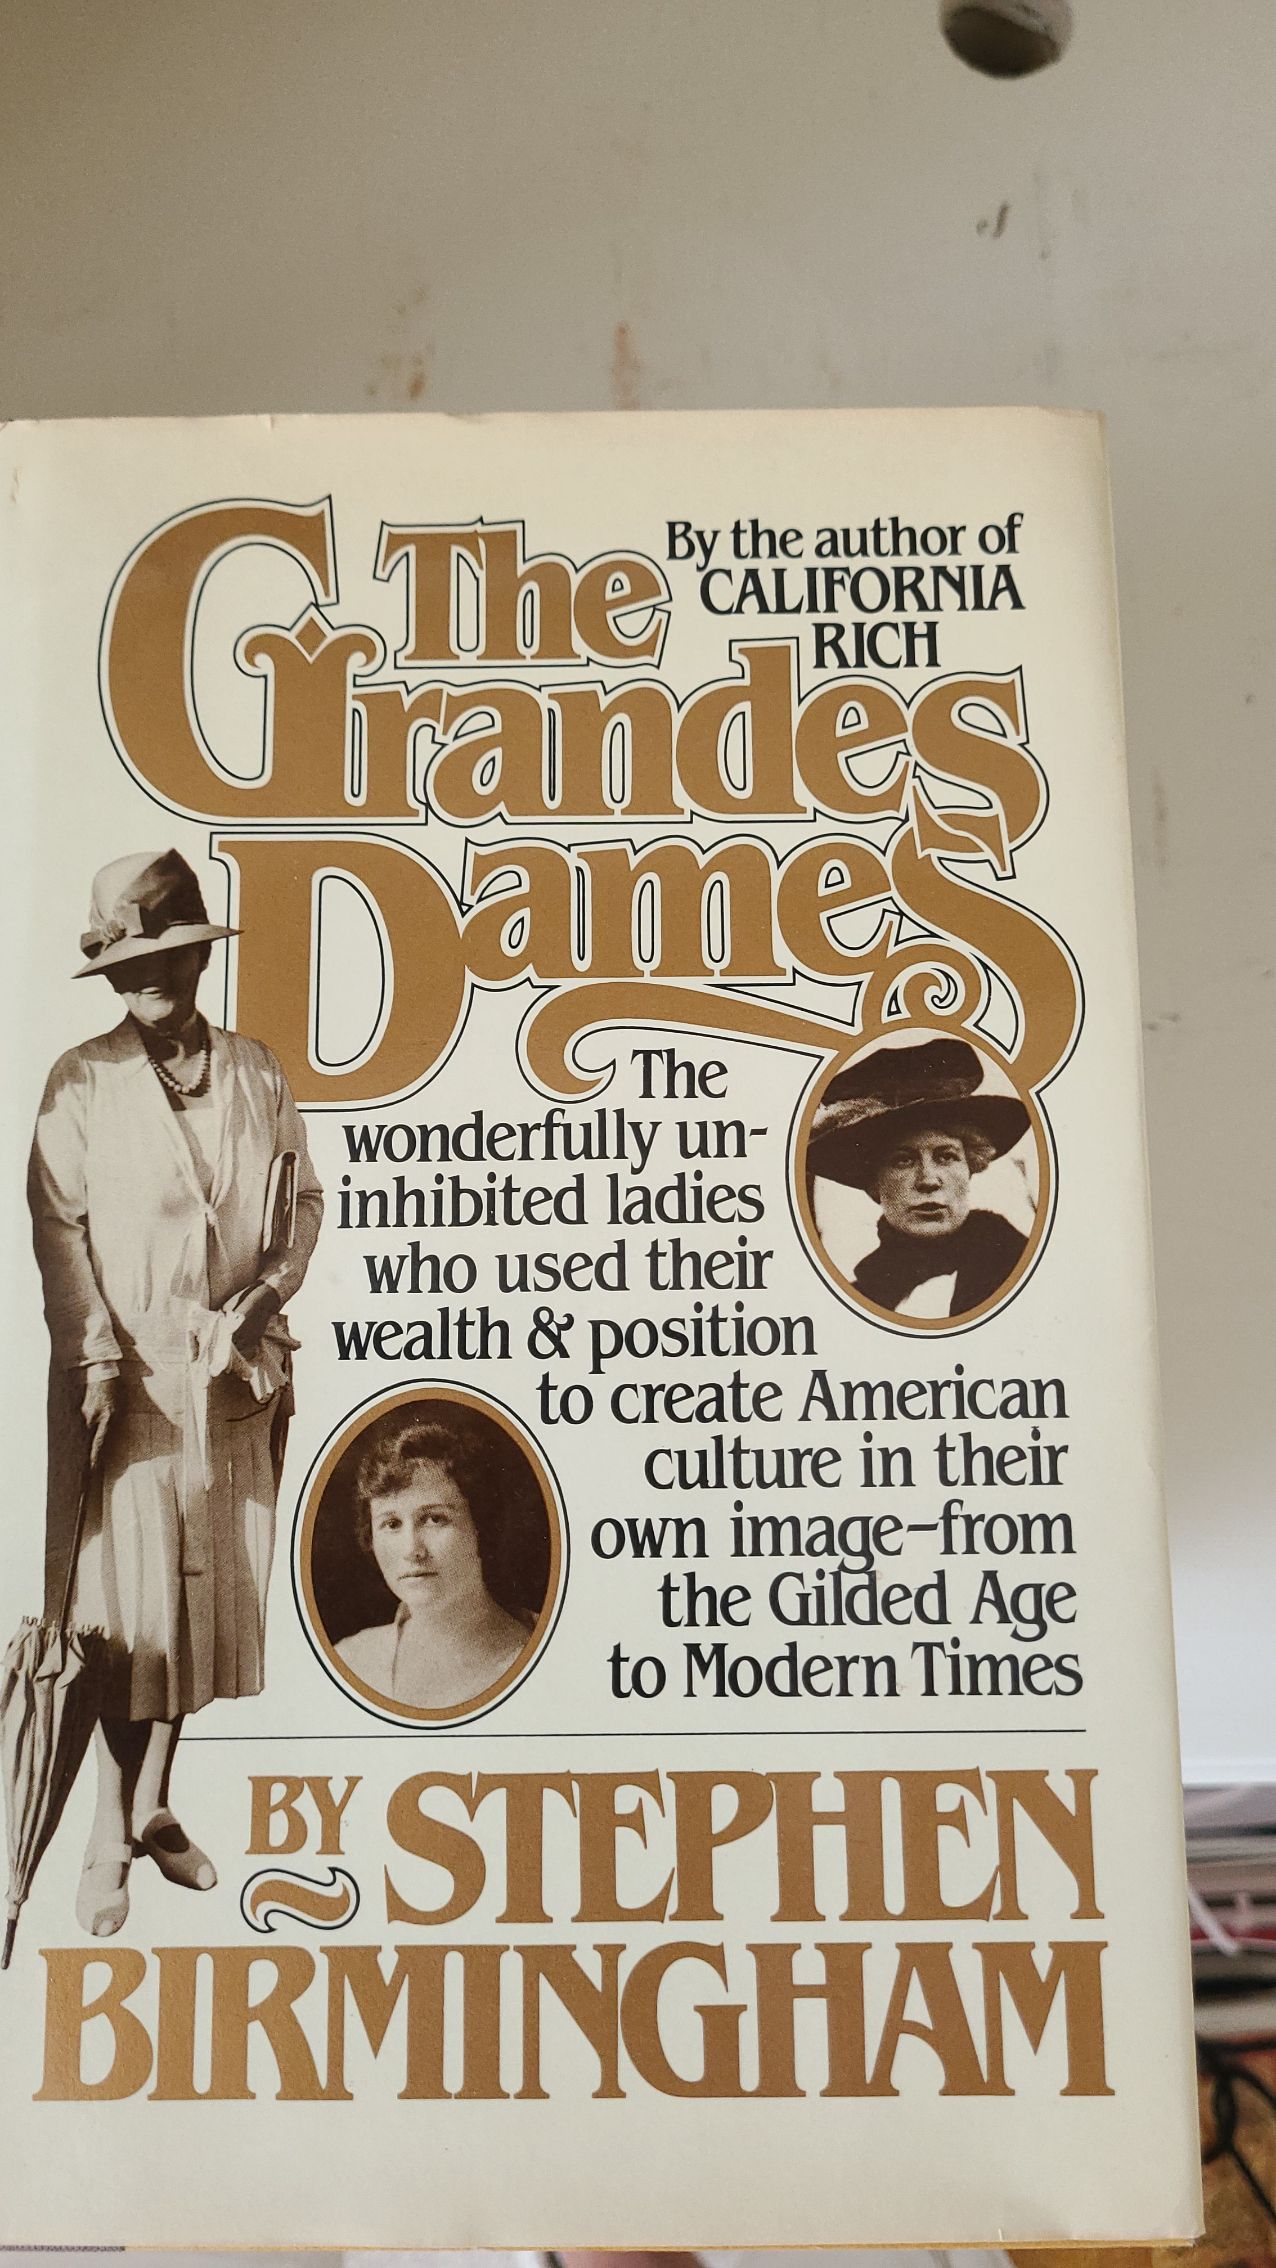 The
Grandes
Dames
By the author of
CALIFORNIA
RICH
The
wonderfully un-
inhibited ladies
who used their
wealth & position
to create American
culture in their
own image–from
the Gilded Age
to Modern Times
BY STEPHEN
BIRMINGHAM